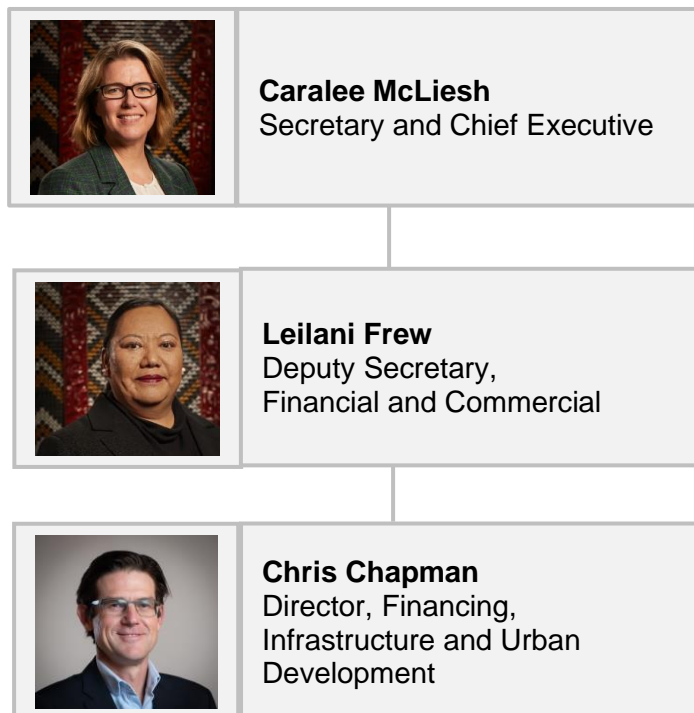 Caralee McLiesh
Secretary and Chief Executive
Leilani Frew
Deputy Secretary,
Financial and Commercial
Chris Chapman
Director, Financing,
Infrastructure and Urban
Development